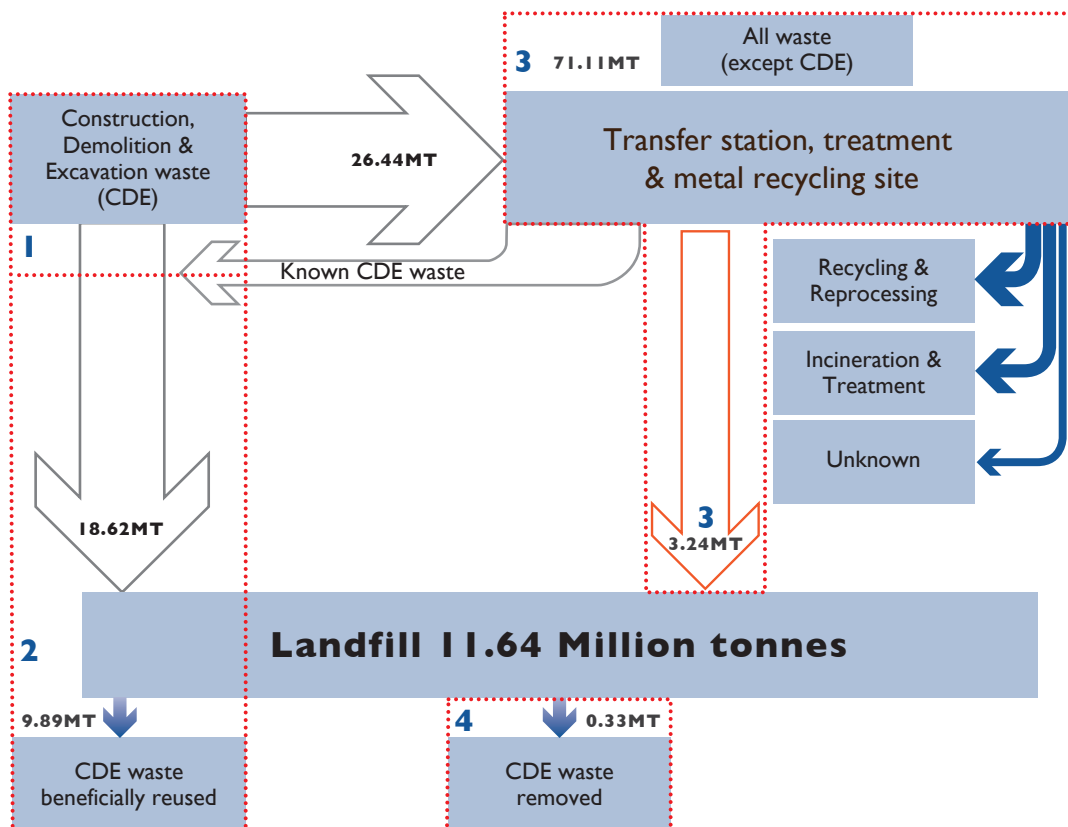 All waste
(except CDE)
3
71.11MT
Construction,
Demolition &
Excavation waste
(CDE)
26.44MT
Transfer station, treatment
& metal recycling site
1
Known CDE waste
Recycling &
Reprocessing
Incineration &
Treatment
Unknown
18.62MT
3
3.24MT
2
Landfill 11.64 Million tonnes
9.89MT
4
0.33MT
CDE waste
beneficially reused
CDE waste
removed